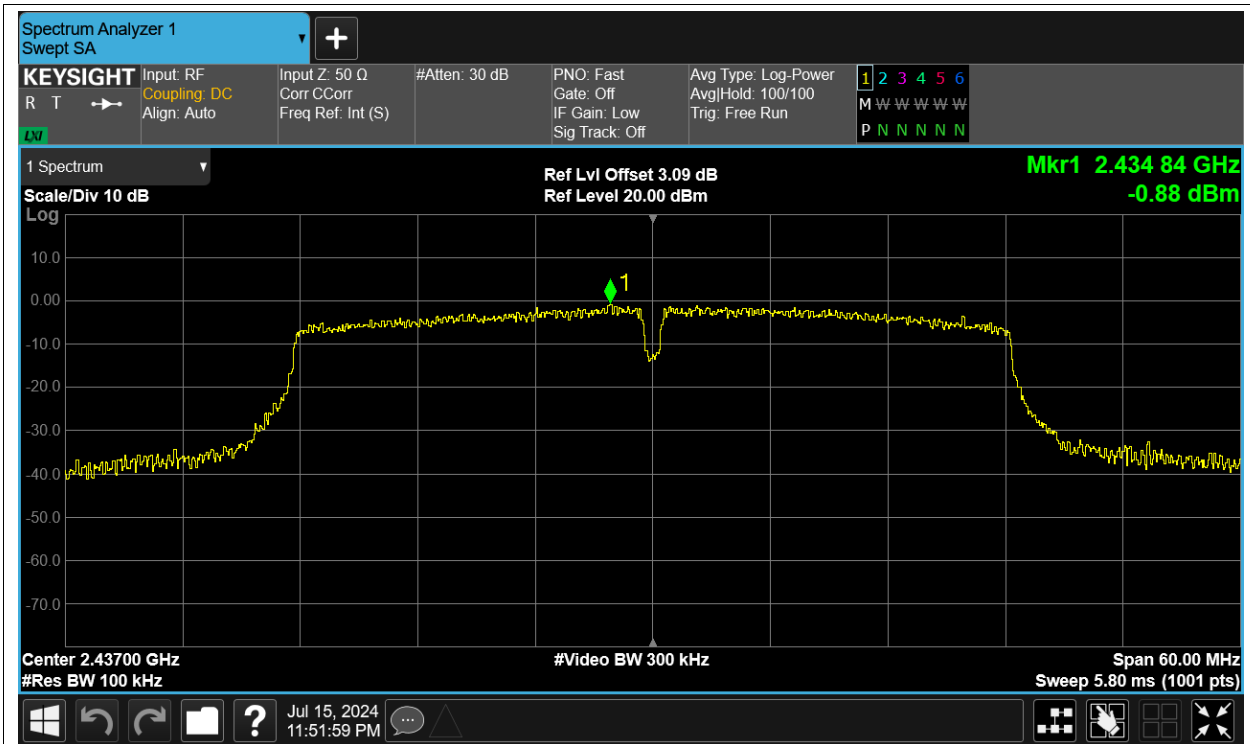 Spectrum Analyzer 1
Swept SA
KEYSIGHT
R T
LXI
Input: RF
Coupling: DC
Align: Auto
Input Z: 50 Ω
Corr CCorr
Freq Ref: Int (S)
#Atten: 30 dB
PNO: Fast
Gate: Off
IF Gain: Low
Sig Track: Off
Avg Type: Log-Power
Avg|Hold: 100/100
Trig: Free Run
1 2 3 4 5 6
M W W W W W W
P N N N N N
1 Spectrum
Scale/Div 10 dB
Ref Lvl Offset 3.09 dB
Ref Level 20.00 dBm
Mkr1 2.434 84 GHz
-0.88 dBm
Log
10.0
0.00
-10.0
-20.0
-30.0
-40.0
-50.0
-60.0
-70.0
1
Center 2.43700 GHz
#Res BW 100 kHz
#Video BW 300 kHz
Span 60.00 MHz
Sweep 5.80 ms (1001 pts)
?
Jul 15, 2024
11:51:59 PM